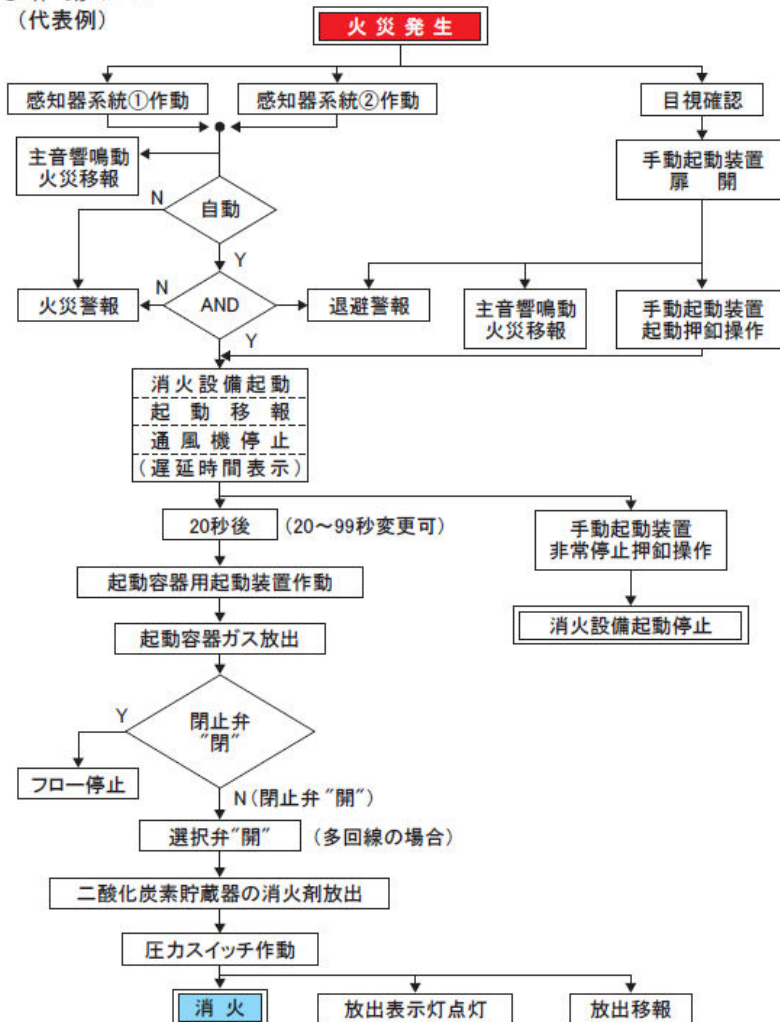 (代表例)
火災発生
感知器系統①作動
感知器系統②作動
目視確認
主音響鳴動
火災移報
手動起動装置
扉 開
N
自動
Y
火災警報
N
AND
退避警報
主音響鳴動
火災移報
手動起動装置
起動押釦操作
Y
消火設備起動
起動移報
通風機停止
(遅延時間表示)
20秒後
(20~99秒変更可)
手動起動装置
非常停止押釦操作
起動容器用起動装置作動
消火設備起動停止
起動容器ガス放出
Y
閉止弁
"閉"
フロー停止
N(閉止弁"開")
選択弁"開"
(多回線の場合)
二酸化炭素貯蔵器の消火剤放出
圧力スイッチ作動
消火
放出表示灯点灯
放出移報